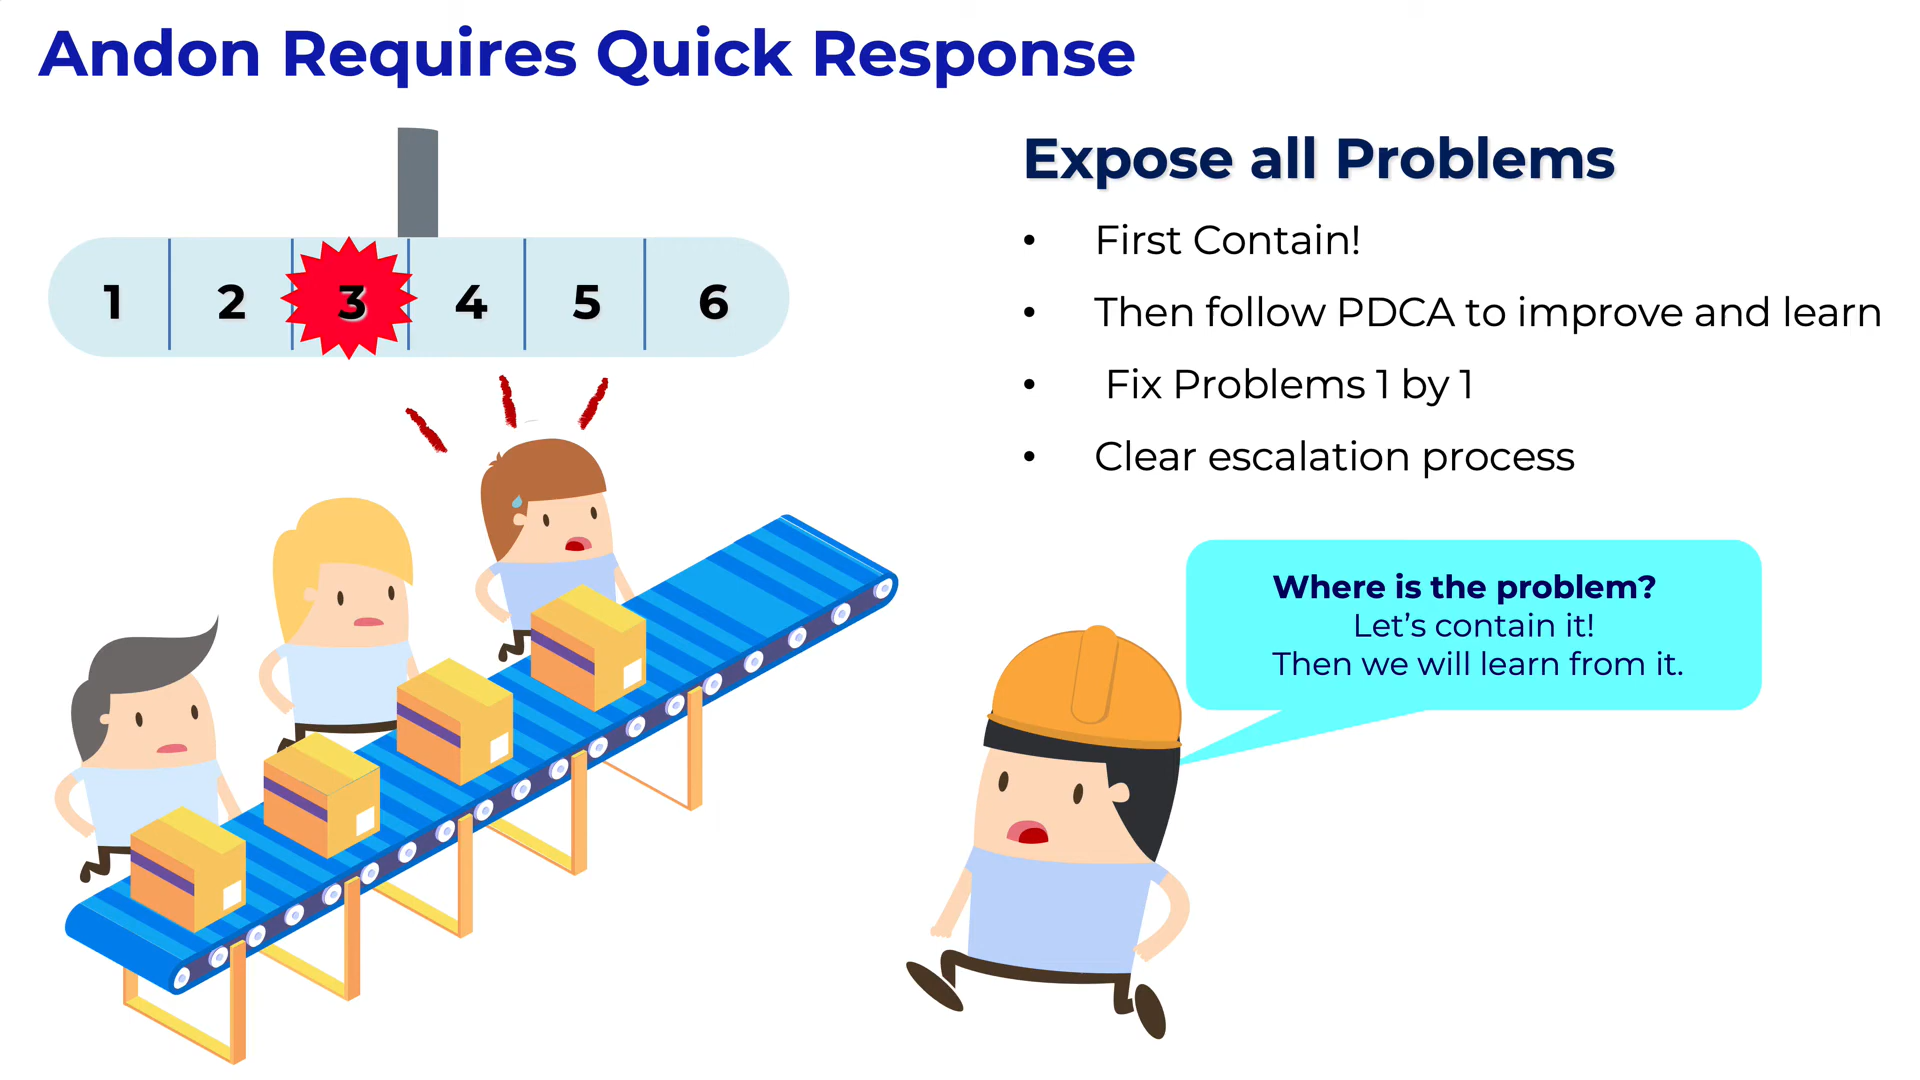 Andon Requires Quick Response
1 2 3 4 5 6
Expose all Problems
• First Contain!
• Then follow PDCA to improve and learn
• Fix Problems 1 by 1
• Clear escalation process
Where is the problem?
Let’s contain it!
Then we will learn from it.